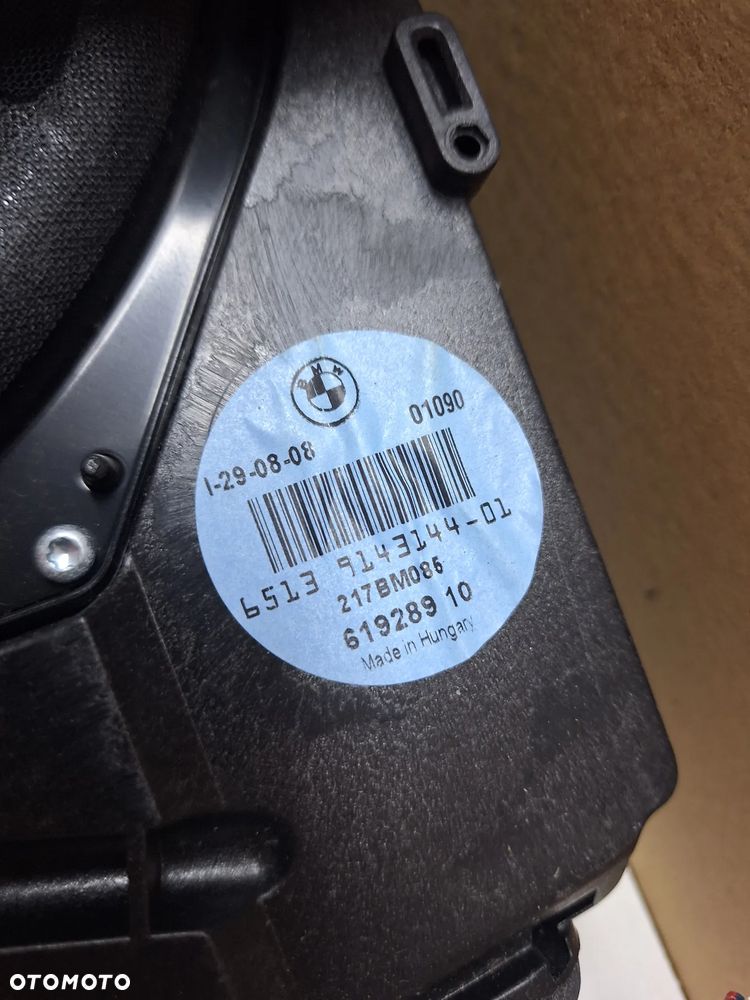 BMW
I-29-08-08 01090
6513 9143144-01
217BM086
619289 10
Made in Hungary
OTOMOTO